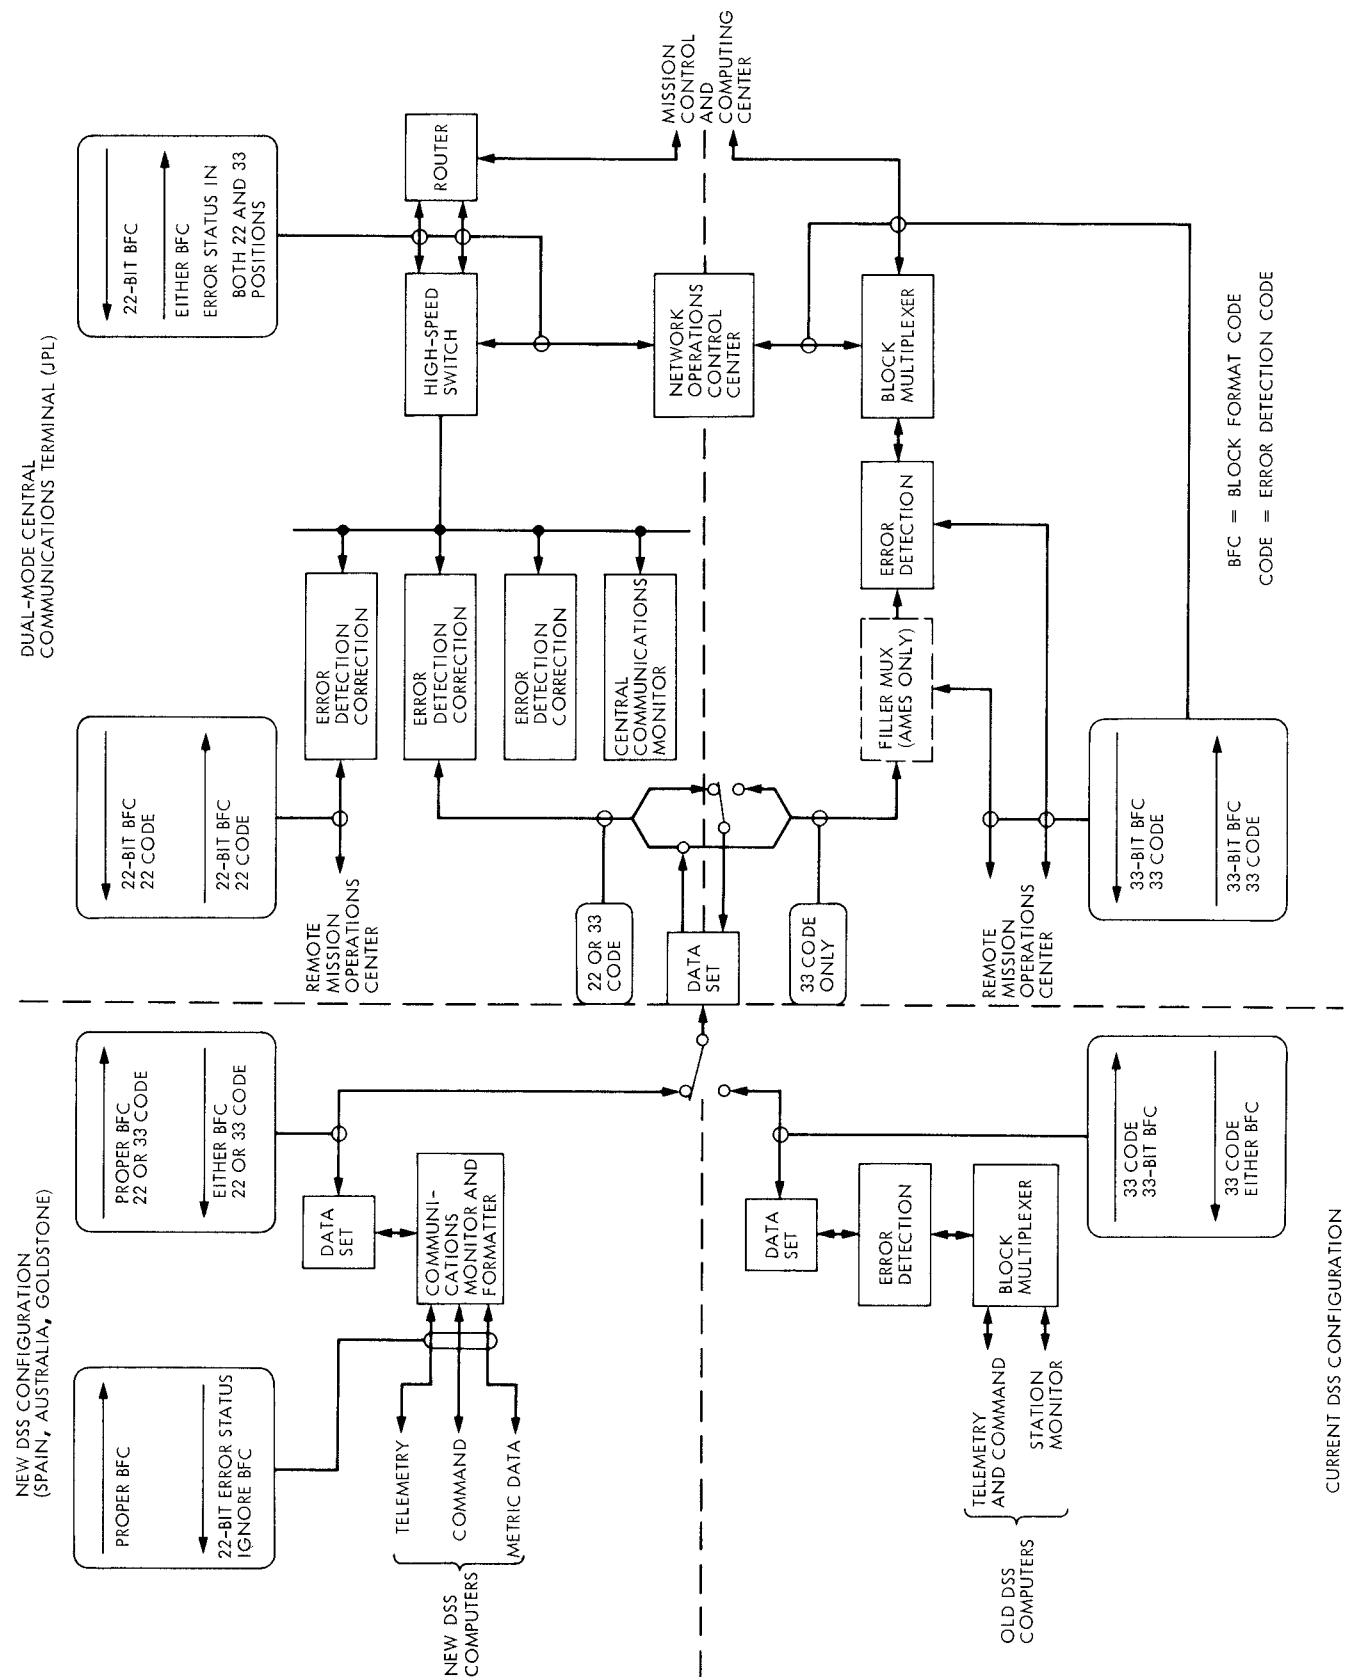 NEW DSS CONFIGURATION
(SPAIN, AUSTRALIA, GOLDSTONE)
PROPER BFC
22-BIT ERROR STATUS
IGNORE BFC
PROPER BFC
22 OR 33 CODE
EITHER BFC
22 OR 33 CODE
DATA
SET
COMMUNI-
CATIONS
MONITOR AND
FORMATTER
TELEMETRY
COMMAND
METRIC DATA
NEW DSS
COMPUTERS
DUAL-MODE CENTRAL
COMMUNICATIONS TERMINAL (JPL)
22-BIT BFC
22 CODE
22-BIT BFC
22 CODE
22-BIT BFC
EITHER BFC
ERROR STATUS IN
BOTH 22 AND 33
POSITIONS
REMOTE
MISSION
OPERATIONS
CENTER
ERROR
DETECTION
CORRECTION
ERROR
DETECTION
CORRECTION
ERROR
DETECTION
CORRECTION
CENTRAL
COMMUNICATIONS
MONITOR
HIGH-SPEED
SWITCH
ROUTER
22 OR 33
CODE
DATA
SET
33 CODE
ONLY
NETWORK
OPERATIONS
CONTROL
CENTER
MISSION
CONTROL
AND
COMPUTING
CENTER
FILLER MUX
(AMES ONLY)
ERROR
DETECTION
BLOCK
MULTIPLEXER
REMOTE
MISSION
OPERATIONS
CENTER
33-BIT BFC
33 CODE
33-BIT BFC
33 CODE
BFC = BLOCK FORMAT CODE
CODE = ERROR DETECTION CODE
DATA
SET
ERROR
DETECTION
BLOCK
MULTIPLEXER
TELEMETRY
AND COMMAND
STATION
MONITOR
OLD DSS
COMPUTERS
33 CODE
33-BIT BFC
33 CODE
EITHER BFC
CURRENT DSS CONFIGURATION